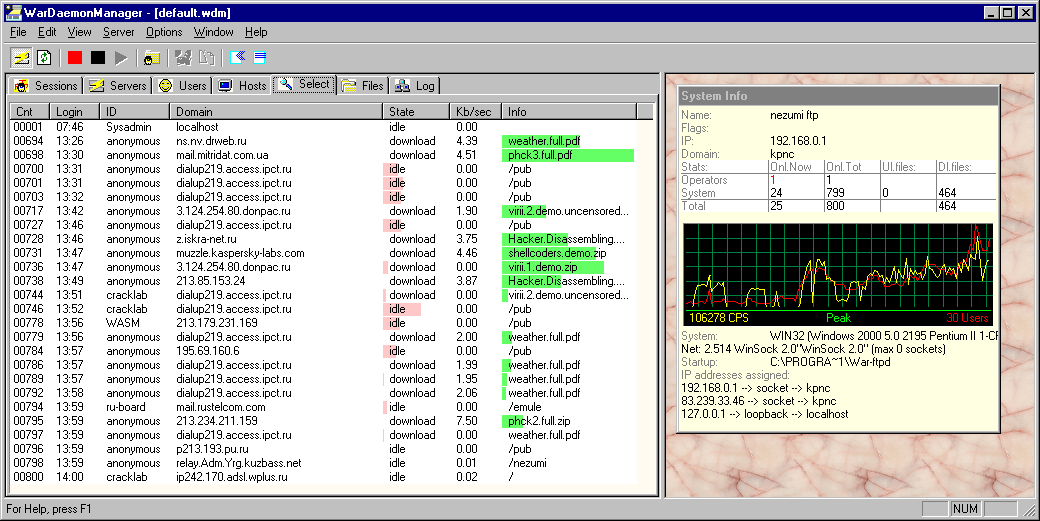 WarDaemonManager - [default.wdm]
File Edit View Server Options Window Help
Sessions Servers Users Hosts Select Files Log
Cnt Login ID Domain State Kb/sec Info
00001 07:46 Sysadmin localhost idle 0.00
00694 13:26 anonymous ns.nv.drweb.ru download 4.39 weather.full.pdf
00698 13:30 anonymous mail.mitridat.com.ua download 4.51 phck3.full.pdf
00700 13:31 anonymous dialup219.access.ipct.ru idle 0.00 /pub
00701 13:31 anonymous dialup219.access.ipct.ru idle 0.00 /pub
00703 13:32 anonymous dialup219.access.ipct.ru idle 0.00 /pub
00717 13:42 anonymous 3.124.254.80.donpac.ru download 1.90 virii.2.demo.uncensored...
00727 13:46 anonymous dialup219.access.ipct.ru idle 0.00 /pub
00728 13:46 anonymous z.iskra-net.ru download 3.75 Hacker.Disassembling....
00731 13:47 anonymous muzzle.kaspersky-labs.com download 4.46 shellcoders.demo.zip
00736 13:47 anonymous 3.124.254.80.donpac.ru download 0.00 virii.1.demo.zip
00738 13:49 anonymous 213.85.153.24 download 3.87 Hacker.Disassembling....
00744 13:51 cracklab dialup219.access.ipct.ru download 0.00 virii.2.demo.uncensored...
00746 13:52 cracklab dialup219.access.ipct.ru idle 0.00 /pub
00778 13:56 WASM 213.179.231.169 idle 0.00 /pub
00779 13:56 anonymous dialup219.access.ipct.ru download 2.00 weather.full.pdf
00784 13:57 anonymous 195.69.160.6 idle 0.00 /pub
00786 13:57 anonymous dialup219.access.ipct.ru download 1.99 weather.full.pdf
00789 13:57 anonymous dialup219.access.ipct.ru download 1.95 weather.full.pdf
00792 13:58 anonymous dialup219.access.ipct.ru download 2.06 weather.full.pdf
00794 13:59 ru-board mail.rustelcom.com idle 0.00 /emule
00795 13:59 anonymous 213.234.211.159 download 7.50 phck2.full.zip
00797 13:59 anonymous dialup219.access.ipct.ru download 0.00 weather.full.pdf
00796 13:59 anonymous p213.193.pu.ru idle 0.00 /pub
00798 13:59 anonymous relay.Adm.Yrg.kuzbass.net idle 0.01 /nezumi
00800 14:00 cracklab ip242.170.adsl.wplus.ru idle 0.02 /
System Info
Name: nezumi ftp
Flags:
IP: 192.168.0.1
Domain: kpnc
Stats: Onl.Now Onl.Tot Ul.files: Dl.files:
Operators 1 1
System 24 799 0 464
Total 25 800 464
106278 CPS Peak 30 Users
System: WIN32 (Windows 2000 5.0 2195 Pentium II 1-CP
Net: 2.514 WinSock 2.0"WinSock 2.0" (max 0 sockets)
Startup: C:\PROGRA~1\War-ftpd
IP addresses assigned:
192.168.0.1 --> socket --> kpnc
83.239.33.46 --> socket --> kpnc
127.0.0.1 --> loopback --> localhost
For Help, press F1 NUM